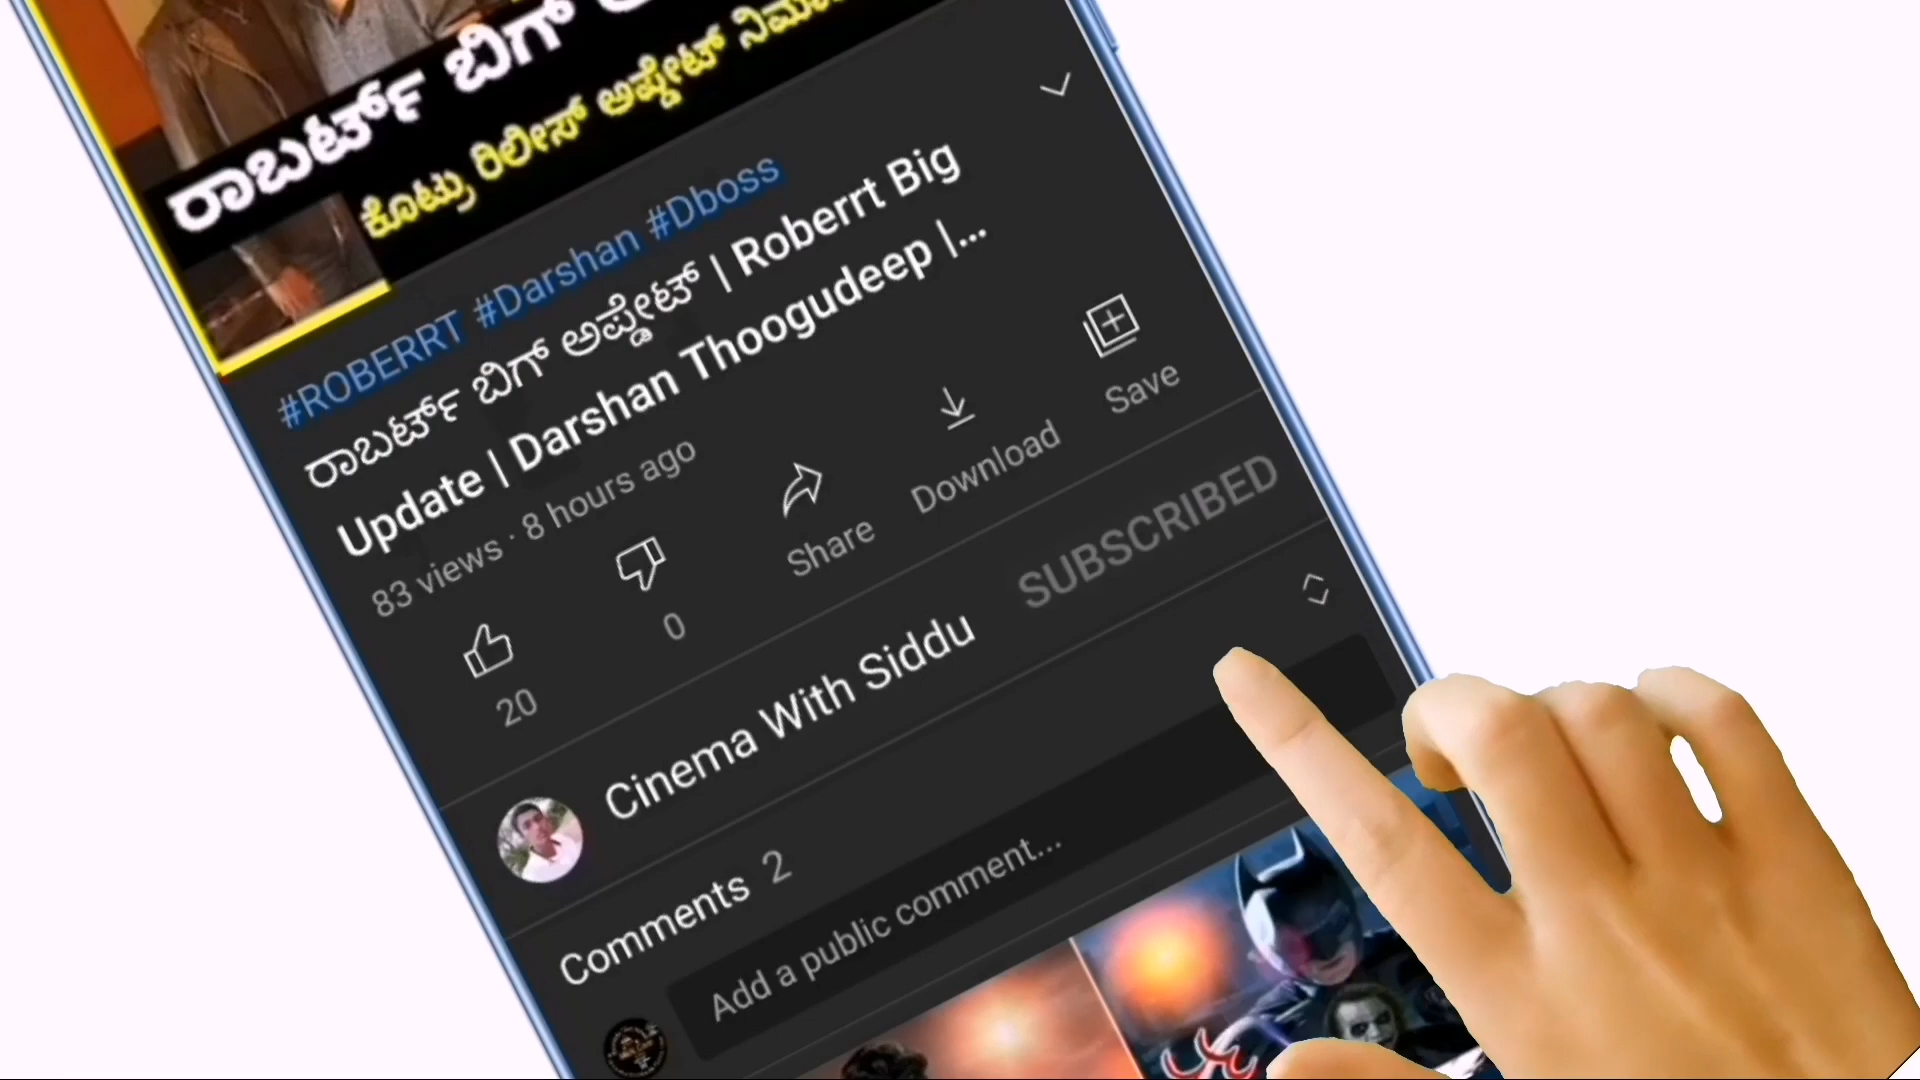 ರಾಬರ್ಟ್ ಬಿಗ್
ಕೊಟ್ರು ರಿಲೀಸ್ ಅಪ್ಡೇಟ್
#ROBERRT #Darshan #Dboss
ರಾಬರ್ಟ್ ಬಿಗ್ ಅಪ್ಡೇಟ್ | Roberrt Big
Update | Darshan Thoogudeep |...
83 views · 8 hours ago
20
0
Share
Download
Save
Cinema With Siddu
SUBSCRIBED
Comments 2
Add a public comment...